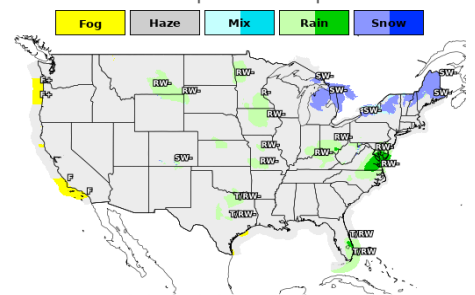 Fog Haze Mix Rain Snow
F+
F+
RW-
RW-
RW-
R-
RW-
SW-
SW-
SW-
SW-
SW-
RW-
RW-
RW-
RW-
RW-
RW-
SW-
F
F
T/RW-
T/RW-
T/RW
T/RW